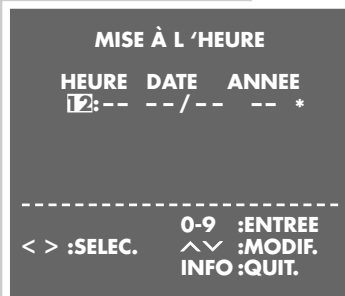 MISE À L 'HEURE
HEURE DATE ANNEE
12:-- --/-- -- *
0-9 :ENTREE
< > :SELEC. ∧∨ :MODIF.
INFO :QUIT.